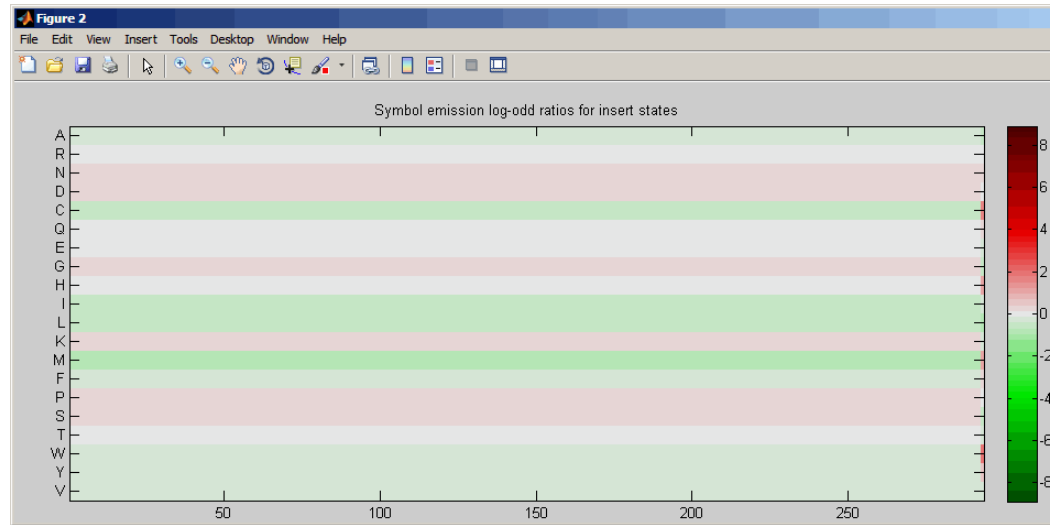 Figure 2
File Edit View Insert Tools Desktop Window Help
Symbol emission log-odd ratios for insert states
A
R
N
D
C
Q
E
G
H
I
L
K
M
F
P
S
T
W
Y
V
50 100 150 200 250
8
6
4
2
0
-2
-4
-6
-8